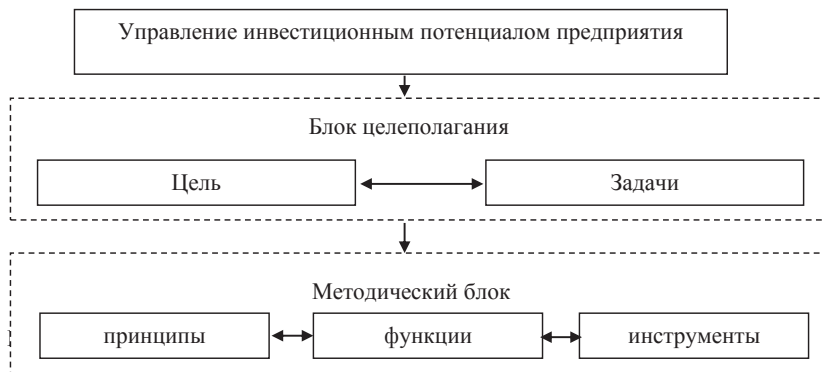 Управление инвестиционным потенциалом предприятия
Блок целеполагания
Цель
Задачи
Методический блок
принципы
функции
инструменты